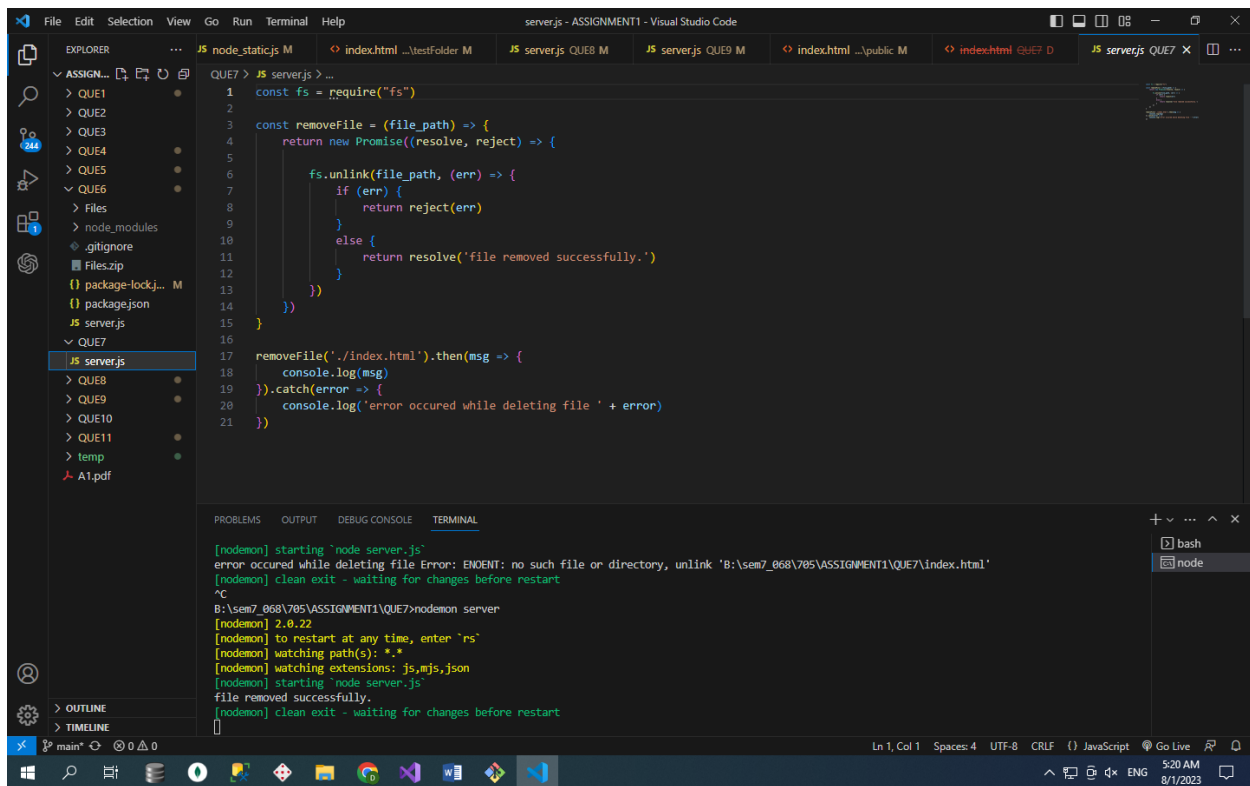 File Edit Selection View Go Run Terminal Help
server.js - ASSIGNMENT1 - Visual Studio Code
EXPLORER
JS node_static.js M
<> index.html ...\testFolder M
JS server.js QUE8 M
JS server.js QUE9 M
<> index.html ...\public M
<> index.html QUE7 D
JS server.js QUE7
ASSIGN...
> QUE1
> QUE2
> QUE3
> QUE4
> QUE5
QUE6
> Files
> node_modules
.gitignore
Files.zip
{} package-lock.j... M
{} package.json
JS server.js
QUE7
JS server.js
> QUE8
> QUE9
> QUE10
> QUE11
> temp
A1.pdf
> OUTLINE
> TIMELINE
244
1
QUE7 > JS server.js > ...
1 const fs = require("fs")
2
3 const removeFile = (file_path) => {
4 return new Promise((resolve, reject) => {
5
6 fs.unlink(file_path, (err) => {
7 if (err) {
8 return reject(err)
9 }
10 else {
11 return resolve('file removed successfully.')
12 }
13 })
14 })
15 }
16
17 removeFile('./index.html').then(msg => {
18 console.log(msg)
19 }).catch(error => {
20 console.log('error occured while deleting file ' + error)
21 })
PROBLEMS OUTPUT DEBUG CONSOLE TERMINAL
[nodemon] starting `node server.js`
error occured while deleting file Error: ENOENT: no such file or directory, unlink 'B:\sem7_068\705\ASSIGNMENT1\QUE7\index.html'
[nodemon] clean exit - waiting for changes before restart
^C
B:\sem7_068\705\ASSIGNMENT1\QUE7>nodemon server
[nodemon] 2.0.22
[nodemon] to restart at any time, enter `rs`
[nodemon] watching path(s): *.*
[nodemon] watching extensions: js,mjs,json
[nodemon] starting `node server.js`
file removed successfully.
[nodemon] clean exit - waiting for changes before restart
bash
node
main* 0 0
Ln 1, Col 1 Spaces: 4 UTF-8 CRLF {} JavaScript Go Live
ENG
5:20 AM
8/1/2023